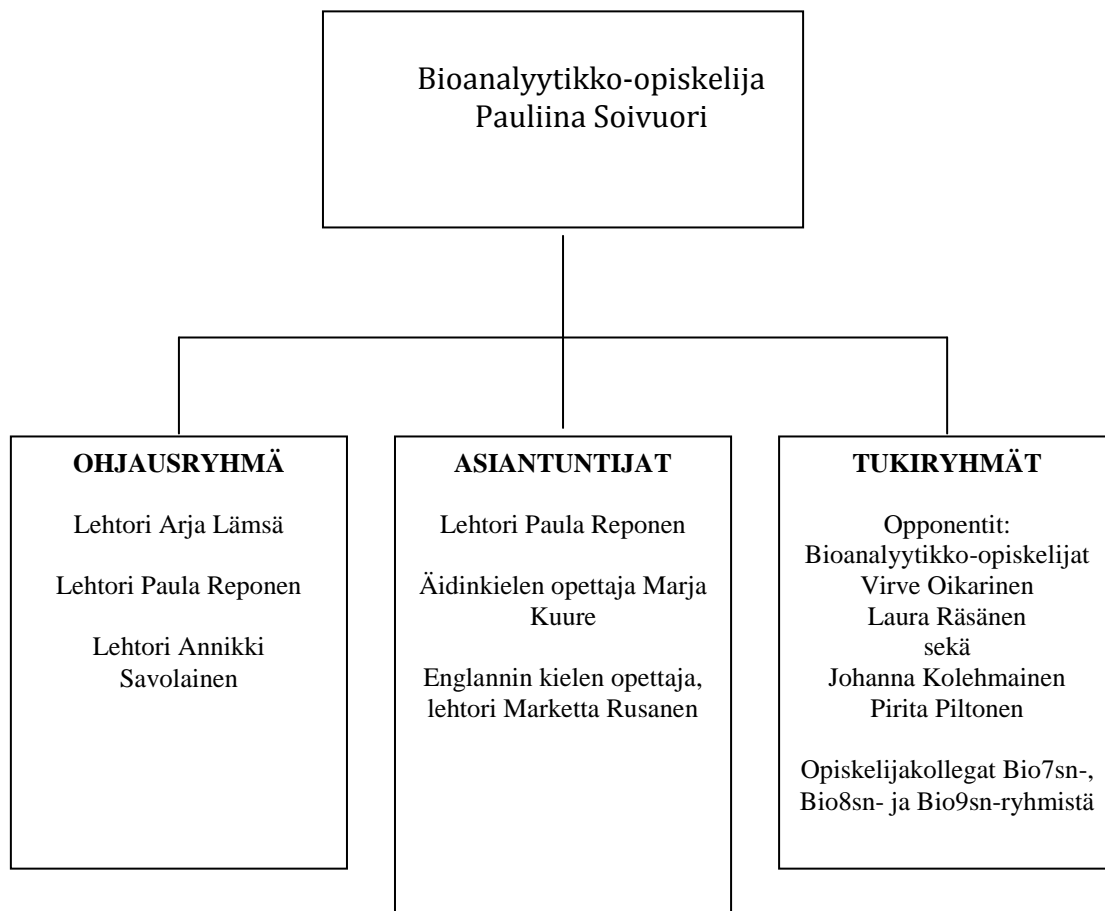 Bioanalyytikko-opiskelija
Pauliina Soivuori
OHJAUSRYHMÄ
Lehtori Arja Lämsä
Lehtori Paula Reponen
Lehtori Annikki
Savolainen
ASIANTUNTIJAT
Lehtori Paula Reponen
Äidinkielen opettaja Marja
Kuure
Englannin kielen opettaja,
lehtori Marketta Rusanen
TUKIRYHMÄT
Opponentit:
Bioanalyytikko-opiskelijat
Virve Oikarinen
Laura Räsänen
sekä
Johanna Kolehmainen
Pirita Piltonen
Opiskelijakollegat Bio7sn-,
Bio8sn- ja Bio9sn-ryhmistä